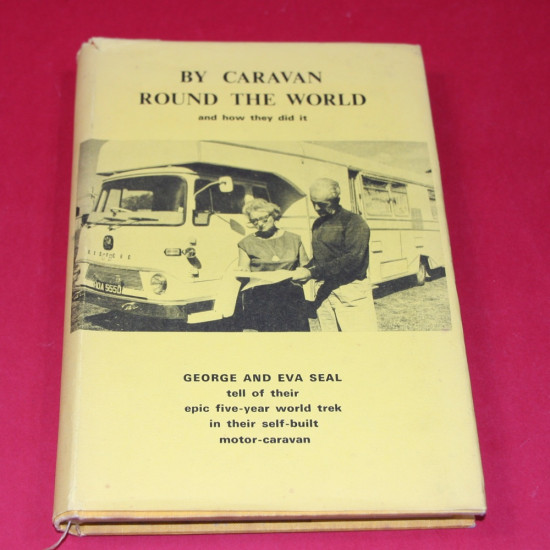 BY CARAVAN
ROUND THE WORLD
and how they did it
BEDFORD
GEORGE AND EVA SEAL
tell of their
epic five-year world trek
in their self-built
motor-caravan